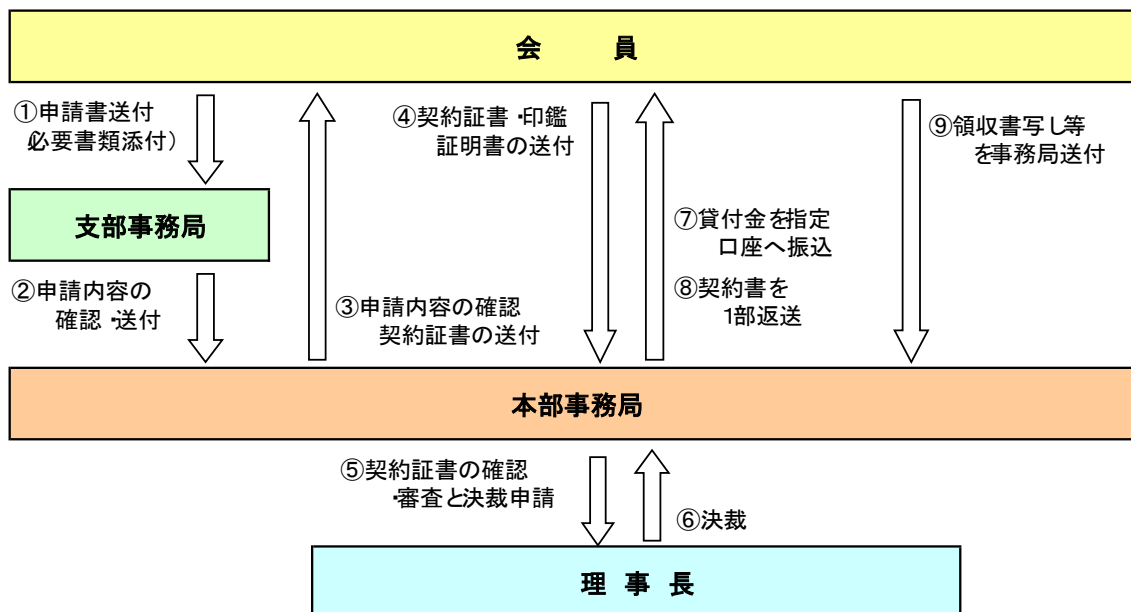 会 員
①申請書送付
必要書類添付)
支部事務局
②申請内容の
確認・送付
③申請内容の確認
契約証書の送付
④契約証書・印鑑
証明書の送付
⑦貸付金を指定
口座へ振込
⑧契約書を
1部返送
⑨領収書写し等
を事務局送付
本部事務局
⑤契約証書の確認
・審査と決裁申請
⑥決裁
理 事 長